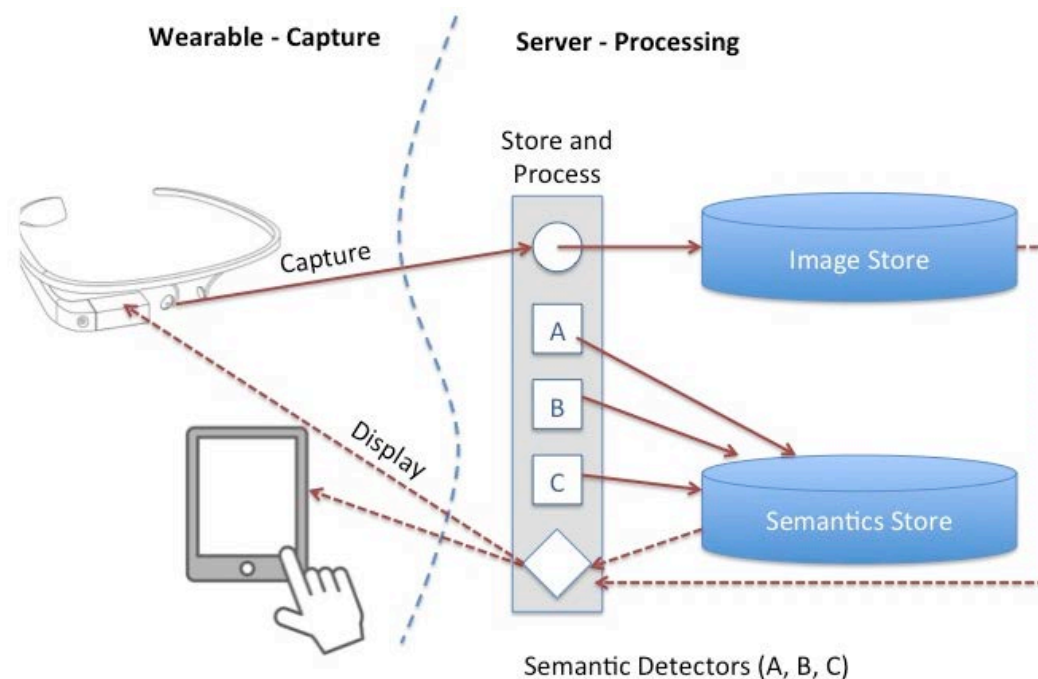 Wearable - Capture
Server - Processing
Store and
Process
Capture
Image Store
A
B
Display
C
Semantics Store
Semantic Detectors (A, B, C)